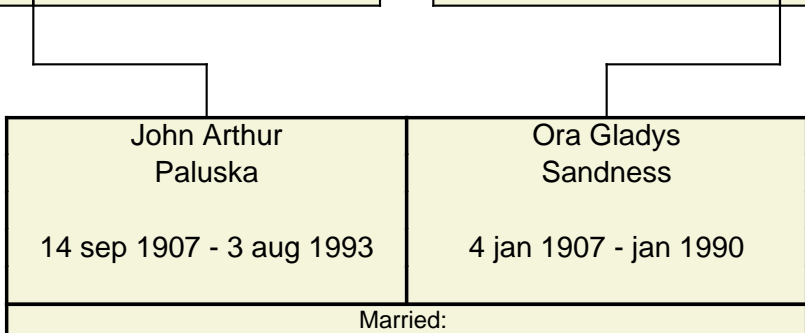 John Arthur
Paluska
14 sep 1907 - 3 aug 1993
Ora Gladys
Sandness
4 jan 1907 - jan 1990
Married: